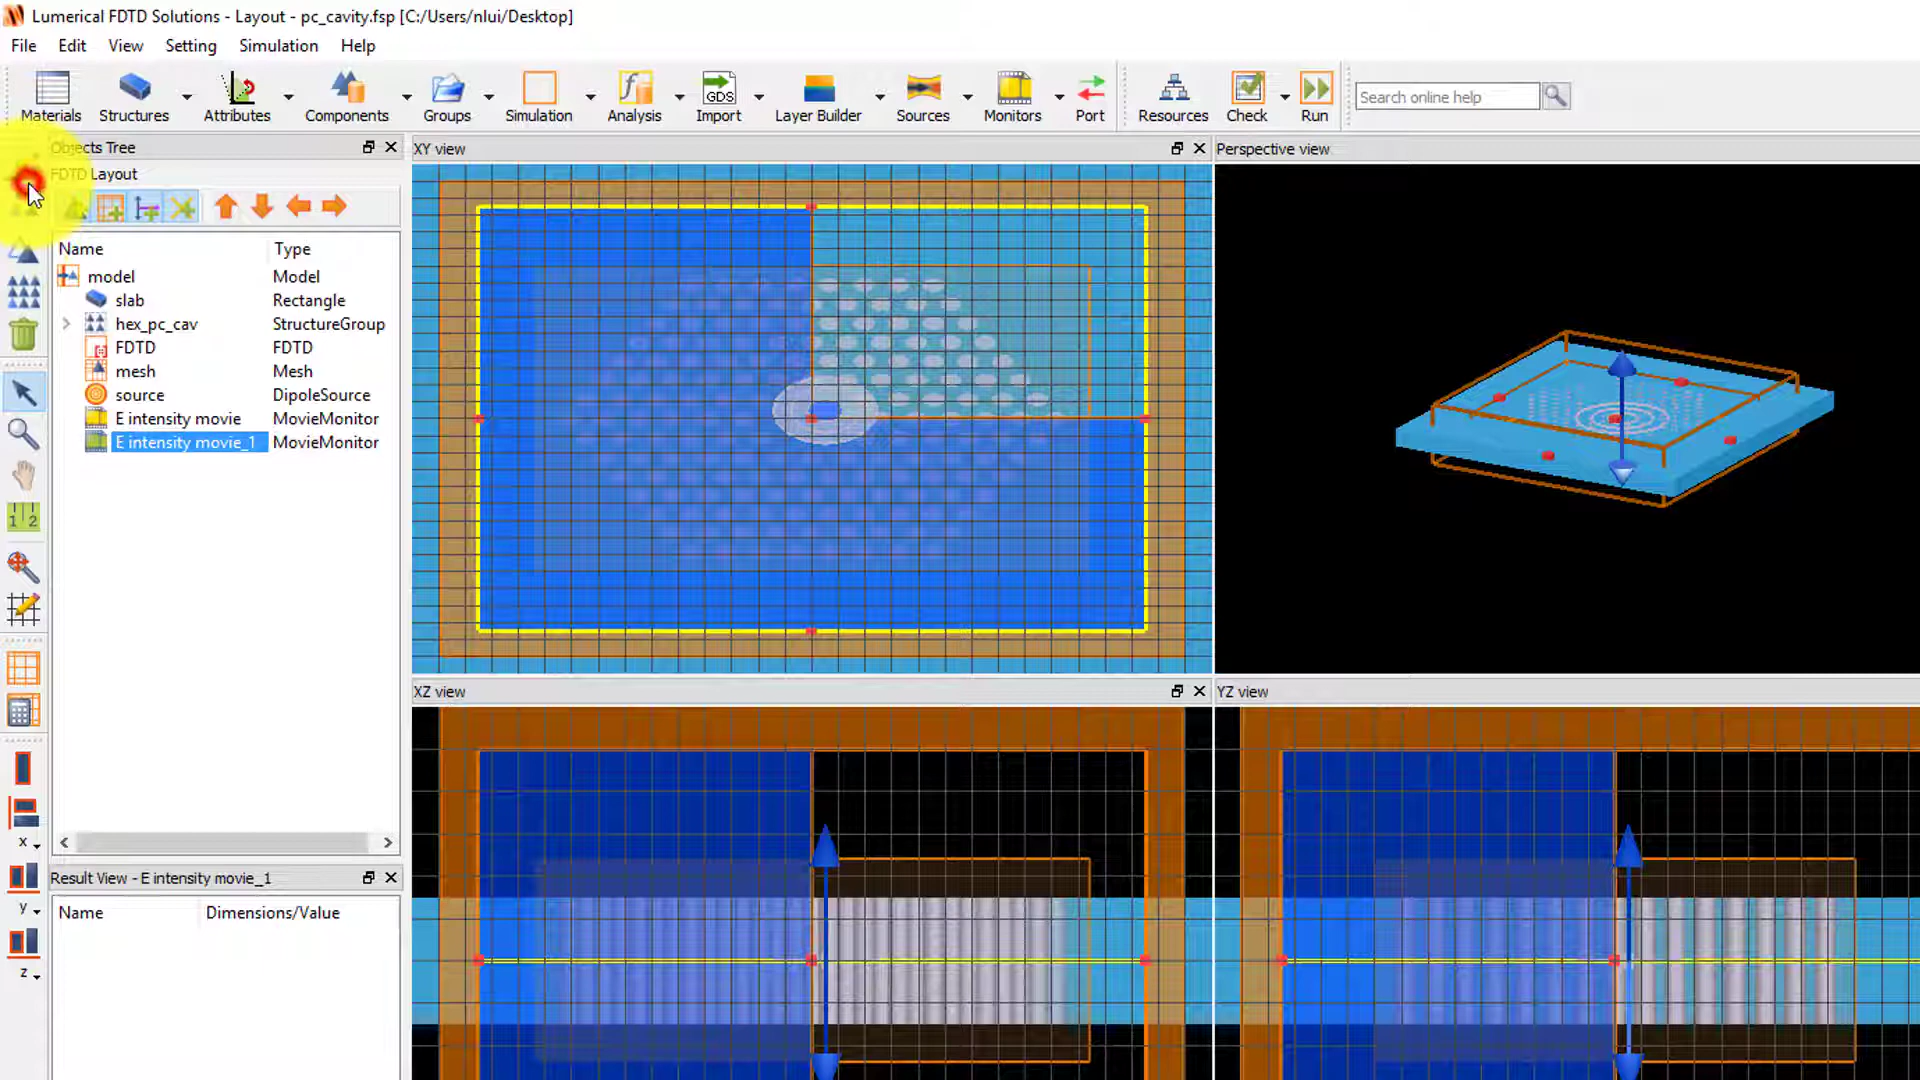 Lumerical FDTD Solutions - Layout - pc_cavity.fsp [C:/Users/nlui/Desktop]
File Edit View Setting Simulation Help
GDS
Materials Structures Attributes Components Groups Simulation Analysis Import Layer Builder Sources Monitors Port Resources Check Run Search online help
Objects Tree
FDTD Layout
Name Type
model Model
slab Rectangle
hex_pc_cav StructureGroup
FDTD FDTD
mesh Mesh
source DipoleSource
E intensity movie MovieMonitor
E intensity movie_1 MovieMonitor
1 2
x
y
z
Result View - E intensity movie_1
Name Dimensions/Value
XY view
Perspective view
XZ view
YZ view